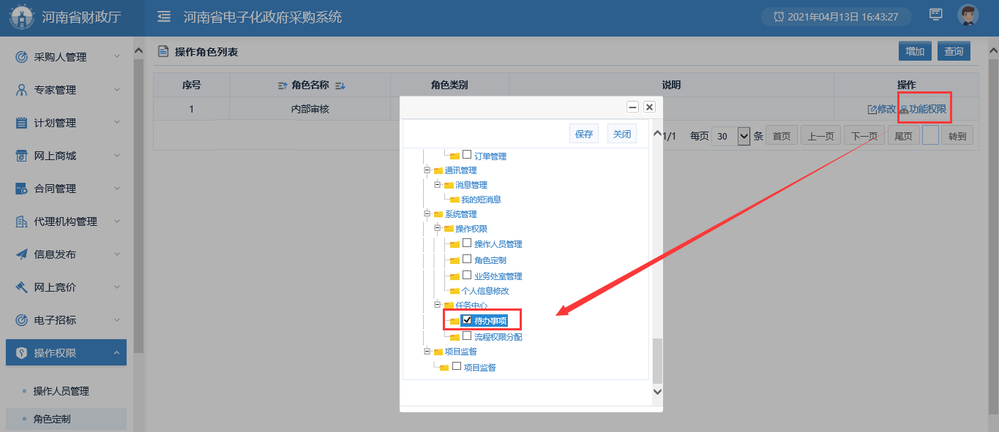 河南省财政厅
河南省电子化政府采购系统
2021年04月13日 16:43:27
采购人管理
专家管理
计划管理
网上商城
合同管理
代理机构管理
信息发布
网上竞价
电子招标
操作权限
操作人员管理
角色定制
操作角色列表
增加 查询
序号 角色名称 角色类别 说明 操作
1 内部审核 修改 功能权限
1/1 每页 30 条 首页 上一页 下一页 尾页 转到
保存 关闭
订单管理
通讯管理
消息管理
我的短消息
系统管理
操作权限
操作人员管理
角色定制
业务处室管理
个人信息修改
任务中心
待办事项
流程权限分配
项目监督
项目监督